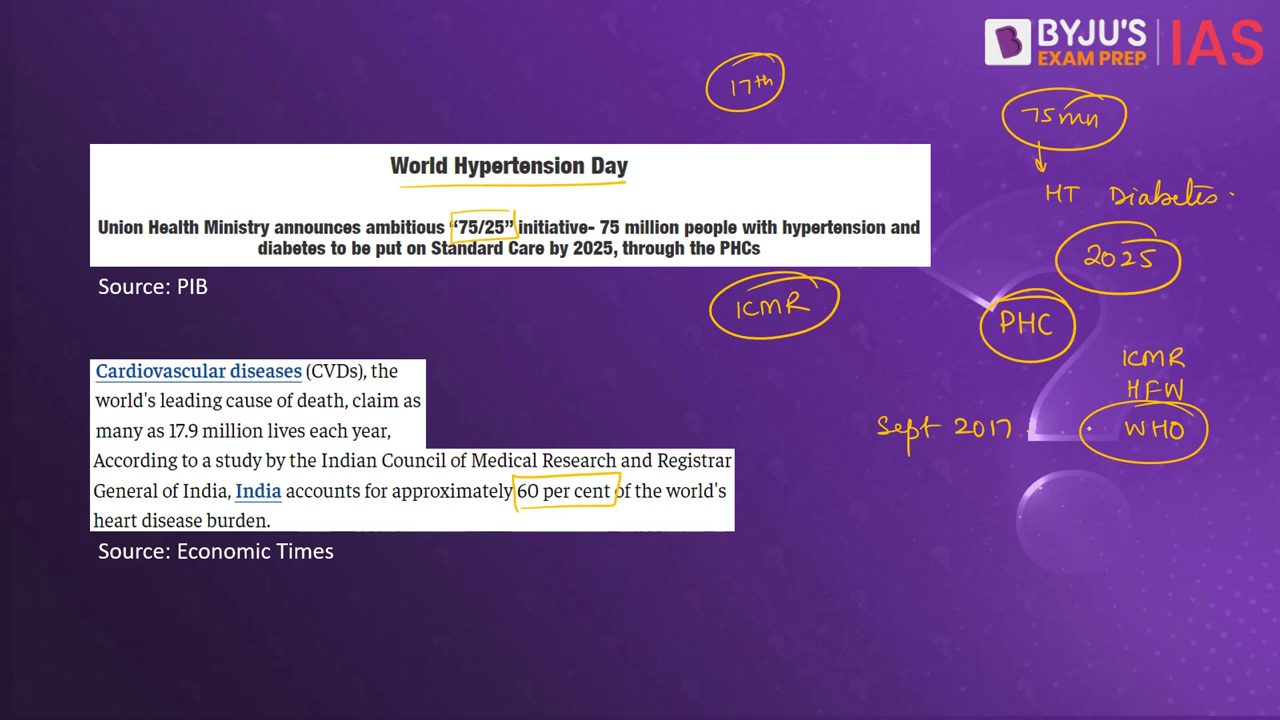 BYJU'S
EXAM PREP
IAS
17th
75mn
World Hypertension Day
HT Diabetes
Union Health Ministry announces ambitious “75/25” initiative- 75 million people with hypertension and
diabetes to be put on Standard Care by 2025, through the PHCs
2025
Source: PIB
ICMR
PHC
Cardiovascular diseases (CVDs), the
world's leading cause of death, claim as
many as 17.9 million lives each year,
According to a study by the Indian Council of Medical Research and Registrar
General of India, India accounts for approximately 60 per cent of the world's
heart disease burden.
ICMR
HFW
Sept 2017
WHO
Source: Economic Times